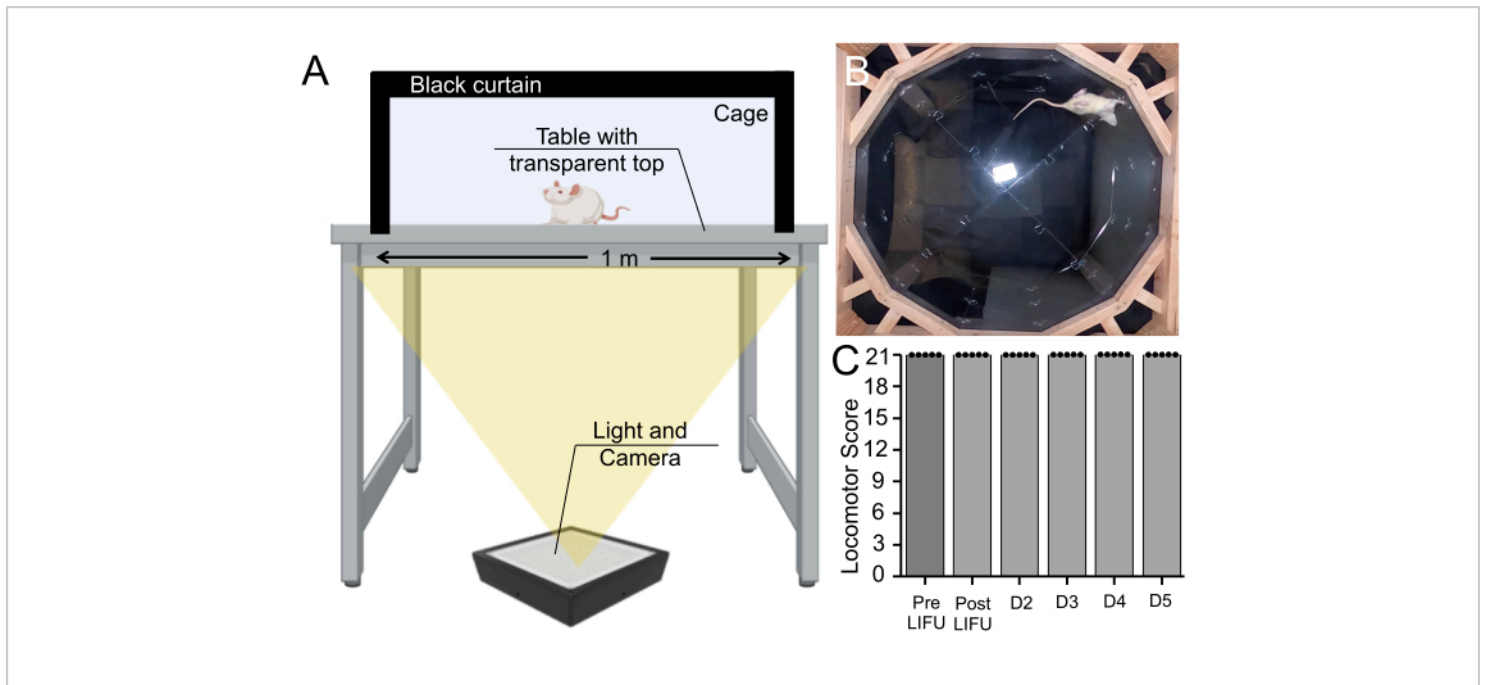 A
Black curtain
Cage
Table with
transparent top
1 m
Light and
Camera
B
C
Locomotor Score
21
18
15
12
9
6
3
0
Pre
LIFU
Post
LIFU
D2
D3
D4
D5